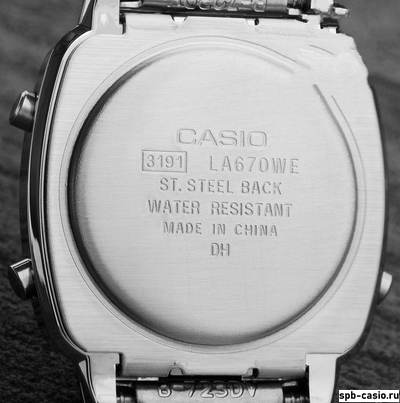 CASIO
3191 LA670WE
ST. STEEL BACK
WATER RESISTANT
MADE IN CHINA
DH
spb-casio.ru